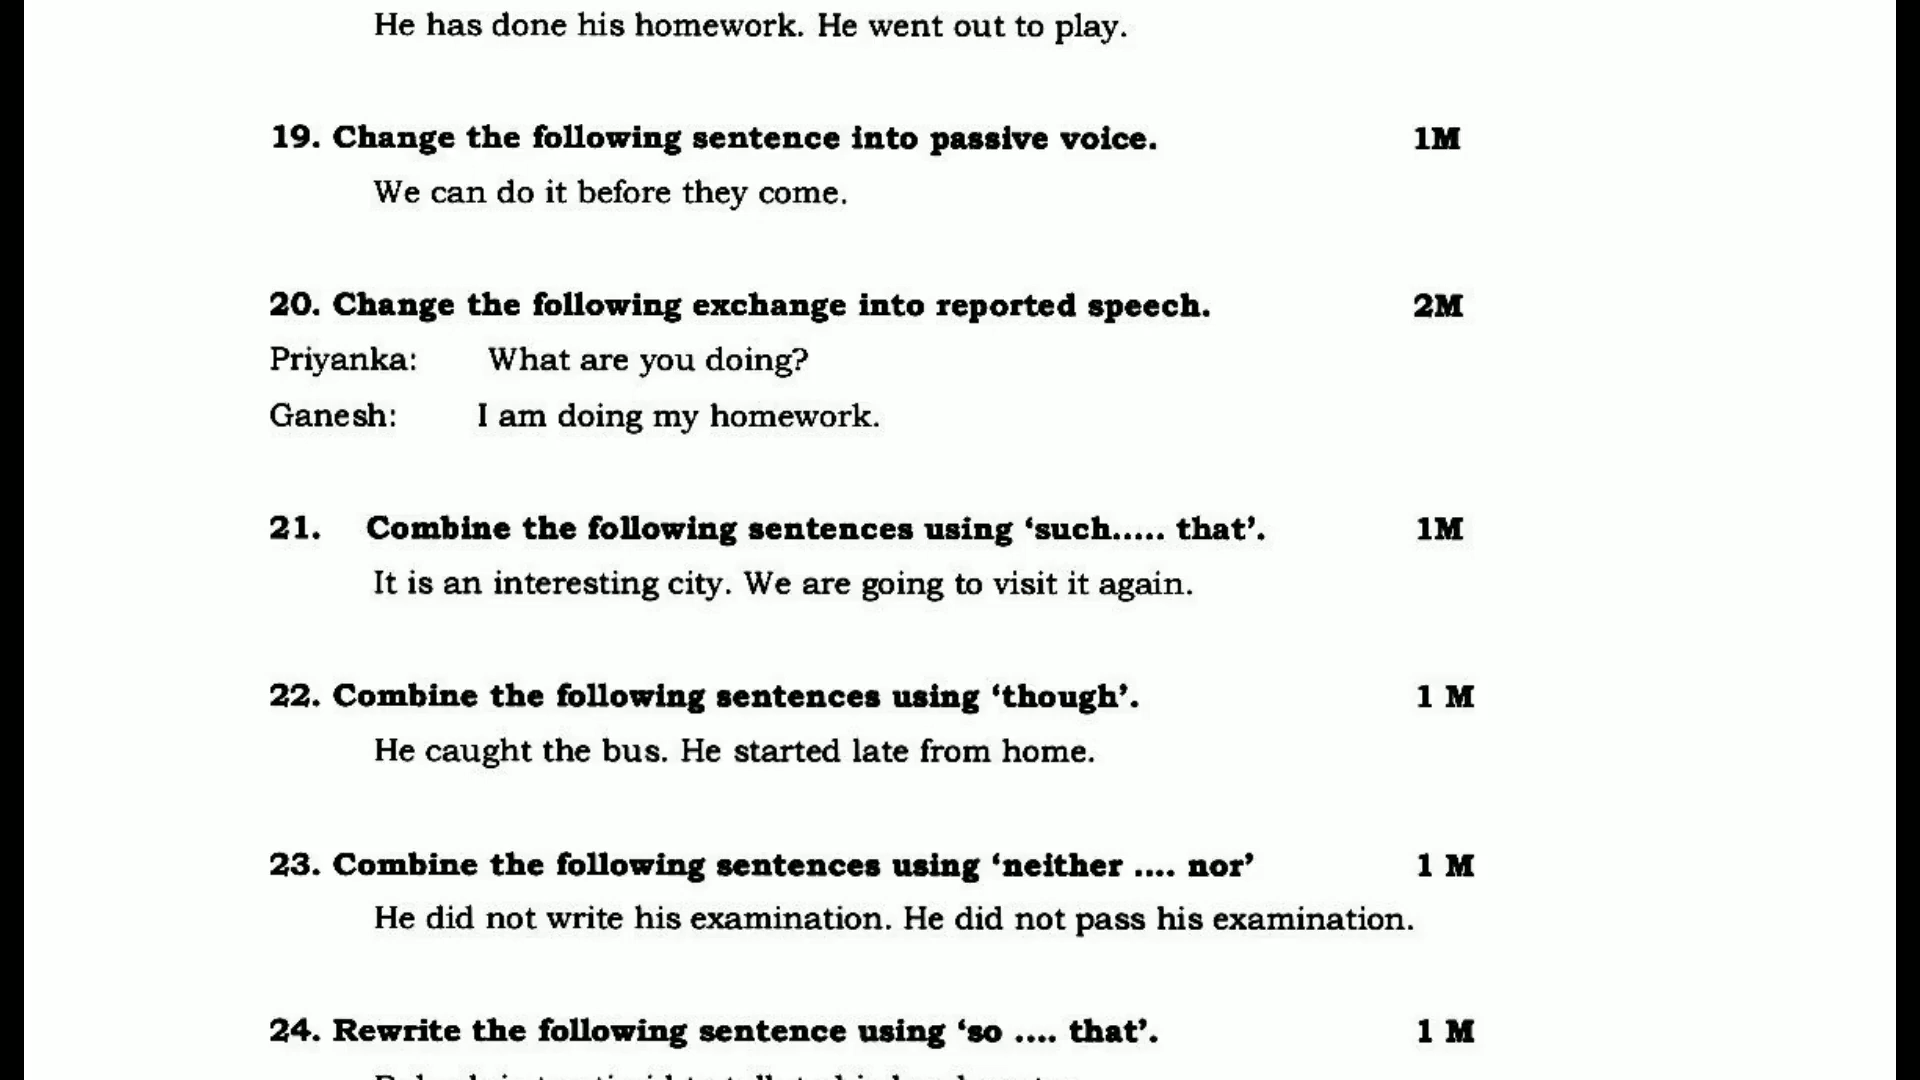 He has done his homework. He went out to play.
19. Change the following sentence into passive voice. 1M
We can do it before they come.
20. Change the following exchange into reported speech. 2M
Priyanka: What are you doing?
Ganesh: I am doing my homework.
21. Combine the following sentences using ‘such..... that’. 1M
It is an interesting city. We are going to visit it again.
22. Combine the following sentences using ‘though’. 1 M
He caught the bus. He started late from home.
23. Combine the following sentences using ‘neither .... nor’ 1 M
He did not write his examination. He did not pass his examination.
24. Rewrite the following sentence using ‘so .... that’. 1 M